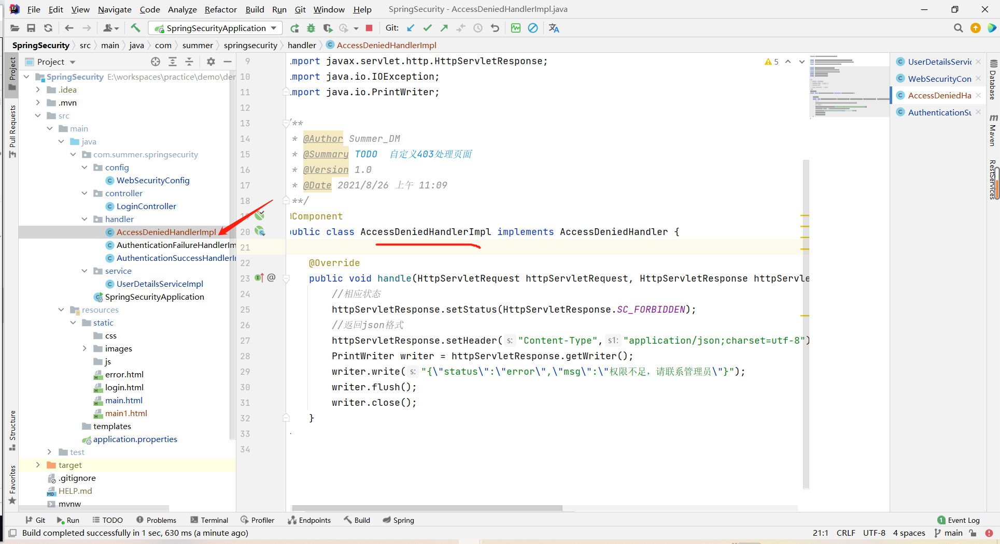 File Edit View Navigate Code Analyze Refactor Build Run Git Window Help SpringSecurity - AccessDeniedHandlerImpl.java
SpringSecurityApplication Git:
SpringSecurity src main java com summer springsecurity handler AccessDeniedHandlerImpl
Project
Pull Requests
Structure
Favorites
Project
SpringSecurity E:\workspaces\practice\demo\der
.idea
.mvn
src
main
java
com.summer.springsecurity
config
WebSecurityConfig
controller
LoginController
handler
AccessDeniedHandlerImpl
AuthenticationFailureHandlerIm
AuthenticationSuccessHandlerI
service
UserDetailsServiceImpl
SpringSecurityApplication
resources
static
css
images
js
error.html
login.html
main.html
main1.html
templates
application.properties
test
target
.gitignore
HELP.md
mvnw
9 import javax.servlet.http.HttpServletResponse;
10 import java.io.IOException;
11 import java.io.PrintWriter;
12
13 /**
14 * @Author Summer_DM
15 * @Summary TODO 自定义403处理页面
16 * @Version 1.0
17 * @Date 2021/8/26 上午 11:09
18 **/
19 @Component
20 public class AccessDeniedHandlerImpl implements AccessDeniedHandler {
21
22 @Override
23 public void handle(HttpServletRequest httpServletRequest, HttpServletResponse httpServle
24 //相应状态
25 httpServletResponse.setStatus(HttpServletResponse.SC_FORBIDDEN);
26 //返回json格式
27 httpServletResponse.setHeader( s: "Content-Type", s1: "application/json;charset=utf-8")
28 PrintWriter writer = httpServletResponse.getWriter();
29 writer.write( s: "{\"status\":\"error\",\"msg\":\"权限不足，请联系管理员\"}");
30 writer.flush();
31 writer.close();
32 }
33
34
5
UserDetailsServic
WebSecurityCon
AccessDeniedHa
AuthenticationSu
Database
Maven
RestServices
Git Run TODO Problems Terminal Profiler Endpoints Build Spring 1 Event Log
Build completed successfully in 1 sec, 630 ms (a minute ago) 21:1 CRLF UTF-8 4 spaces main